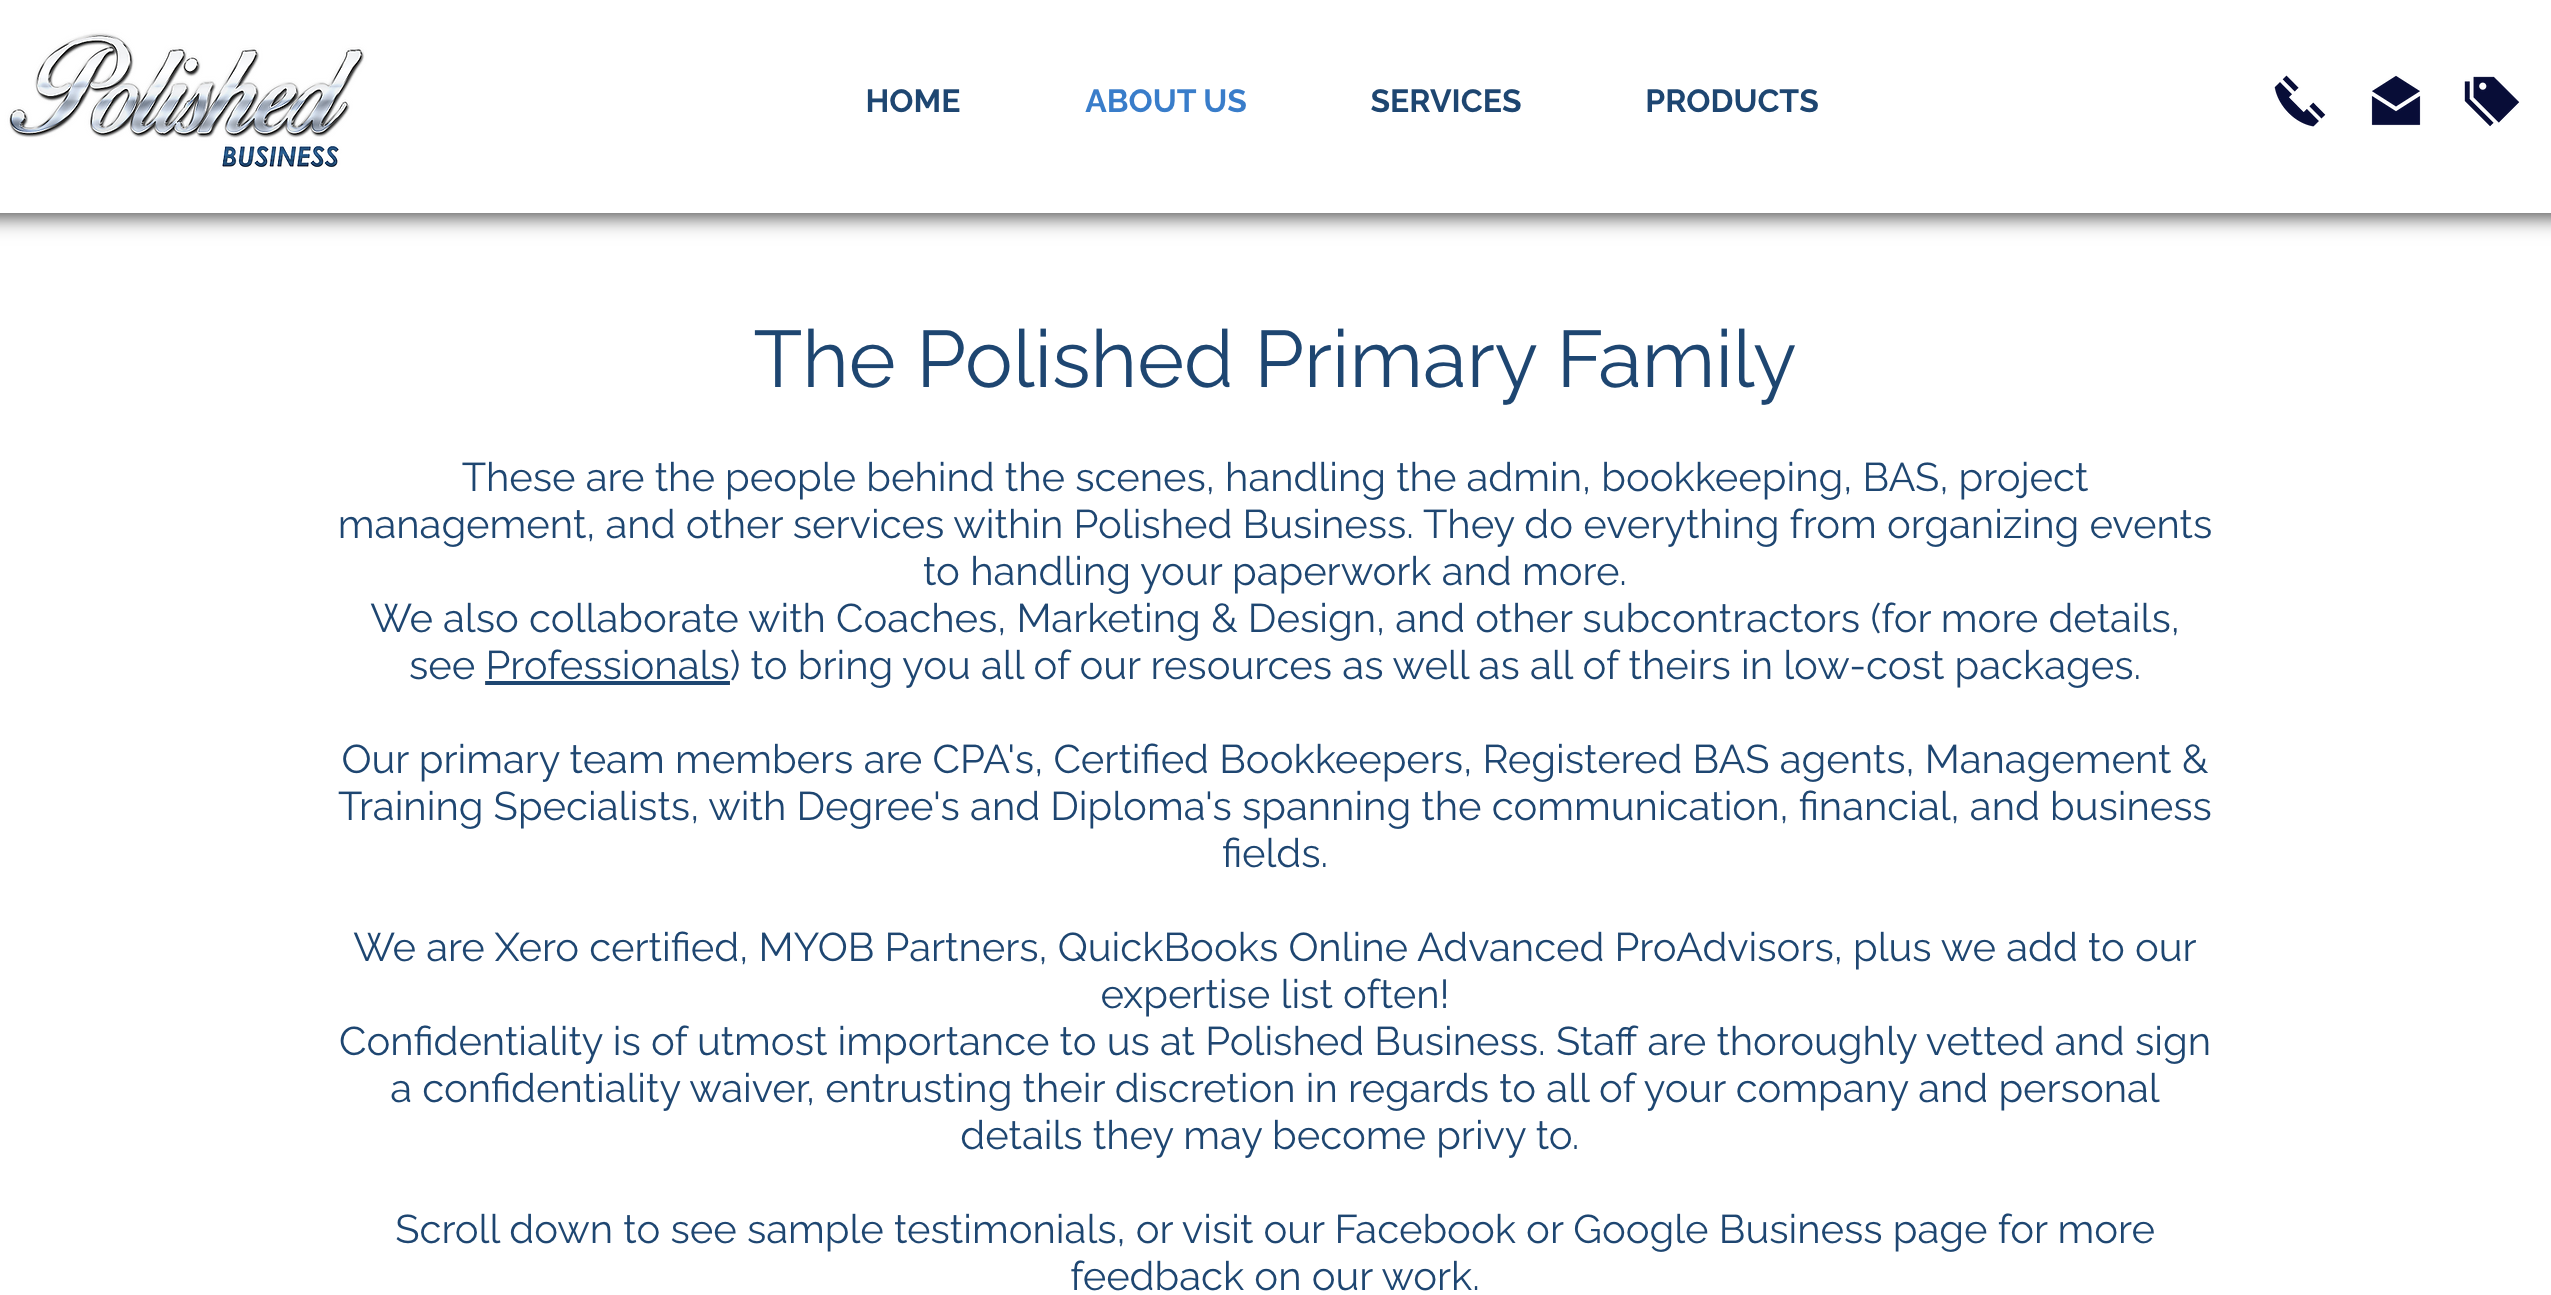 Polished
BUSINESS
HOME
ABOUT US
SERVICES
PRODUCTS
The Polished Primary Family
These are the people behind the scenes, handling the admin, bookkeeping, BAS, project
management, and other services within Polished Business. They do everything from organizing events
to handling your paperwork and more.
We also collaborate with Coaches, Marketing & Design, and other subcontractors (for more details,
see Professionals) to bring you all of our resources as well as all of theirs in low-cost packages.
Our primary team members are CPA's, Certified Bookkeepers, Registered BAS agents, Management &
Training Specialists, with Degree's and Diploma's spanning the communication, financial, and business
fields.
We are Xero certified, MYOB Partners, QuickBooks Online Advanced ProAdvisors, plus we add to our
expertise list often!
Confidentiality is of utmost importance to us at Polished Business. Staff are thoroughly vetted and sign
a confidentiality waiver, entrusting their discretion in regards to all of your company and personal
details they may become privy to.
Scroll down to see sample testimonials, or visit our Facebook or Google Business page for more
feedback on our work.